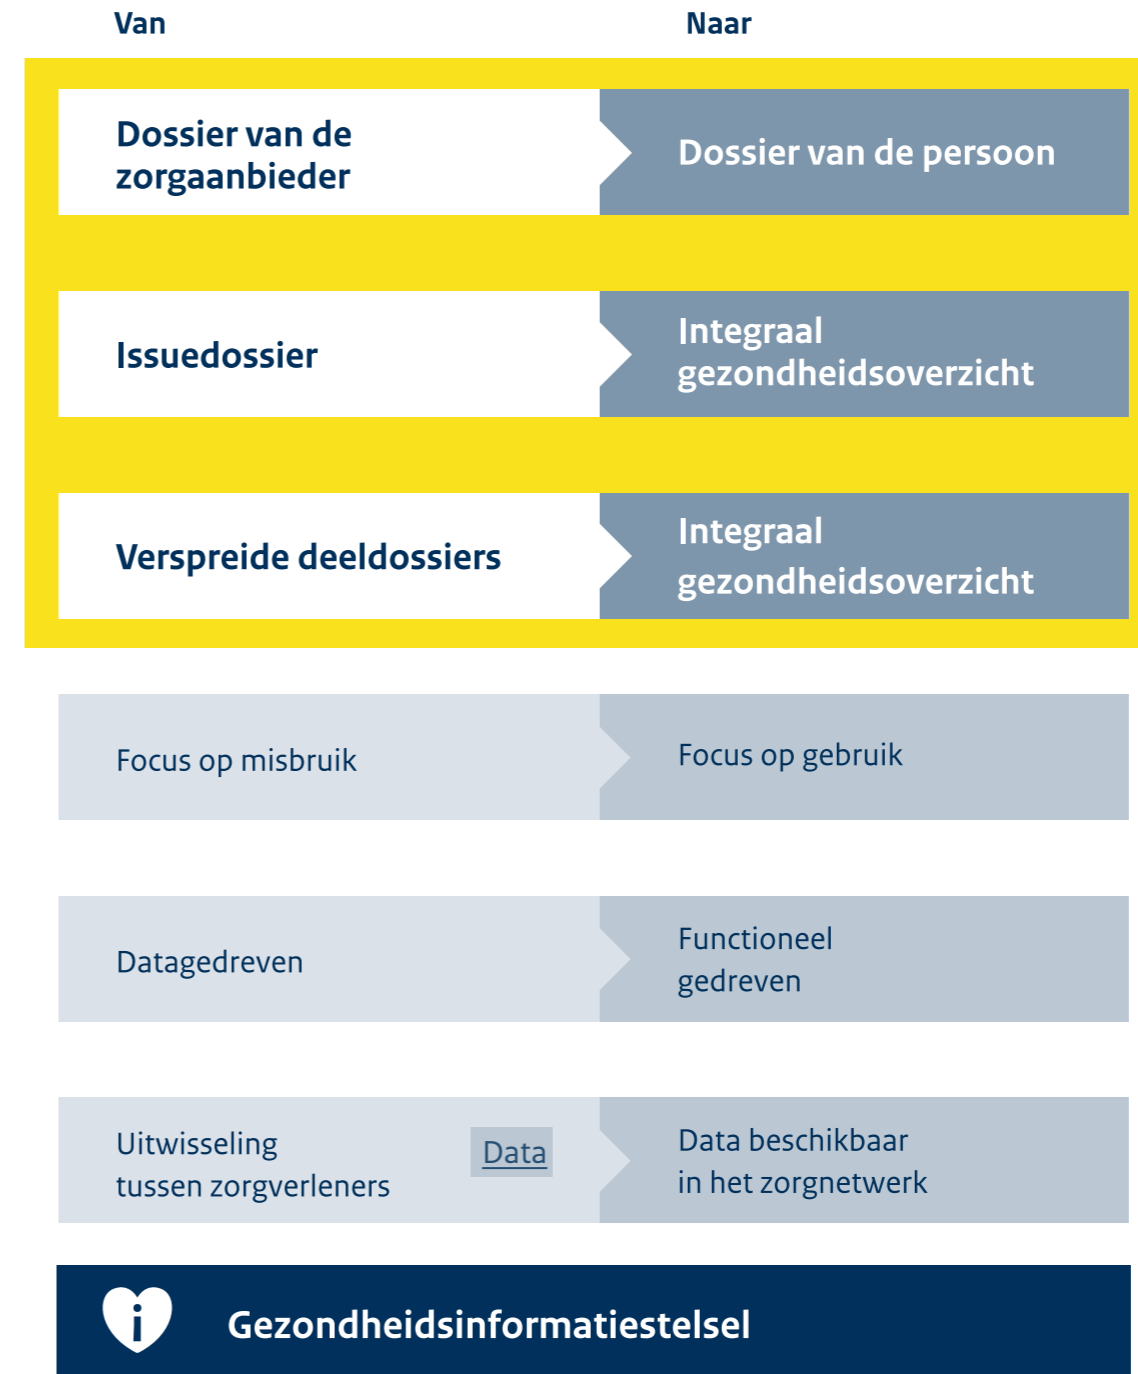 Van
Naar
Dossier van de
zorgaanbieder
Dossier van de persoon
Issuedossier
Integraal
gezondheidsoverzicht
Verspreide deeldossiers
Integraal
gezondheidsoverzicht
Focus op misbruik
Focus op gebruik
Datagedreven
Functioneel
gedreven
Uitwisseling
tussen zorgverleners
Data
Data beschikbaar
in het zorgnetwerk
i
Gezondheidsinformatiestelsel